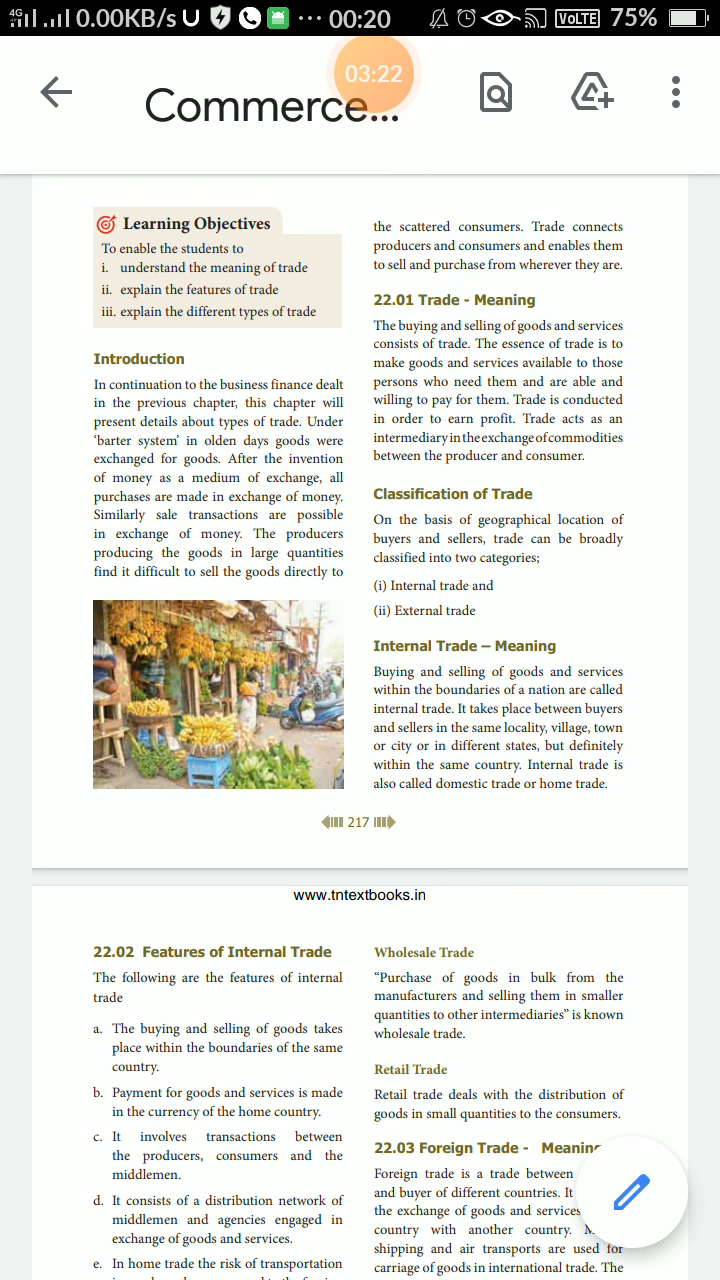 4G 0.00KB/s U ... 00:20 VoLTE 75%
03:22
Commerce...
Learning Objectives
To enable the students to
i. understand the meaning of trade
ii. explain the features of trade
iii. explain the different types of trade
Introduction
In continuation to the business finance dealt
in the previous chapter, this chapter will
present details about types of trade. Under
‘barter system’ in olden days goods were
exchanged for goods. After the invention
of money as a medium of exchange, all
purchases are made in exchange of money.
Similarly sale transactions are possible
in exchange of money. The producers
producing the goods in large quantities
find it difficult to sell the goods directly to
the scattered consumers. Trade connects
producers and consumers and enables them
to sell and purchase from wherever they are.
22.01 Trade - Meaning
The buying and selling of goods and services
consists of trade. The essence of trade is to
make goods and services available to those
persons who need them and are able and
willing to pay for them. Trade is conducted
in order to earn profit. Trade acts as an
intermediary in the exchange of commodities
between the producer and consumer.
Classification of Trade
On the basis of geographical location of
buyers and sellers, trade can be broadly
classified into two categories;
(i) Internal trade and
(ii) External trade
Internal Trade – Meaning
Buying and selling of goods and services
within the boundaries of a nation are called
internal trade. It takes place between buyers
and sellers in the same locality, village, town
or city or in different states, but definitely
within the same country. Internal trade is
also called domestic trade or home trade.
217
www.tntextbooks.in
22.02 Features of Internal Trade
The following are the features of internal
trade
a. The buying and selling of goods takes
place within the boundaries of the same
country.
b. Payment for goods and services is made
in the currency of the home country.
c. It involves transactions between
the producers, consumers and the
middlemen.
d. It consists of a distribution network of
middlemen and agencies engaged in
exchange of goods and services.
e. In home trade the risk of transportation
Wholesale Trade
“Purchase of goods in bulk from the
manufacturers and selling them in smaller
quantities to other intermediaries” is known
wholesale trade.
Retail Trade
Retail trade deals with the distribution of
goods in small quantities to the consumers.
22.03 Foreign Trade - Meaning
Foreign trade is a trade between
and buyer of different countries. It
the exchange of goods and services
country with another country.
shipping and air transports are used for
carriage of goods in international trade. The